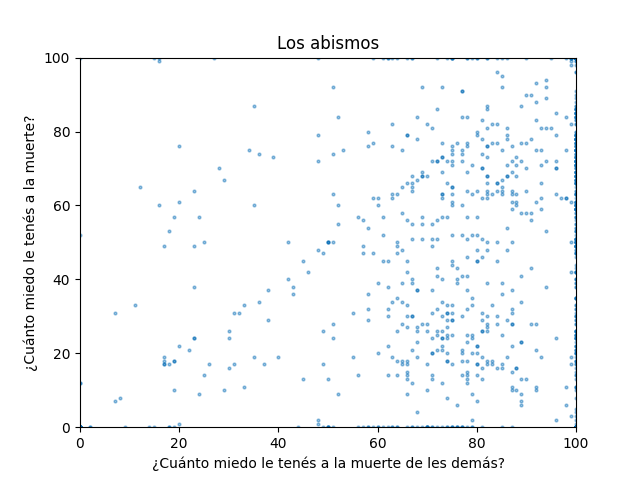 Los abismos
¿Cuánto miedo le tenés a la muerte?
100
80
60
40
20
0
0 20 40 60 80 100
¿Cuánto miedo le tenés a la muerte de les demás?